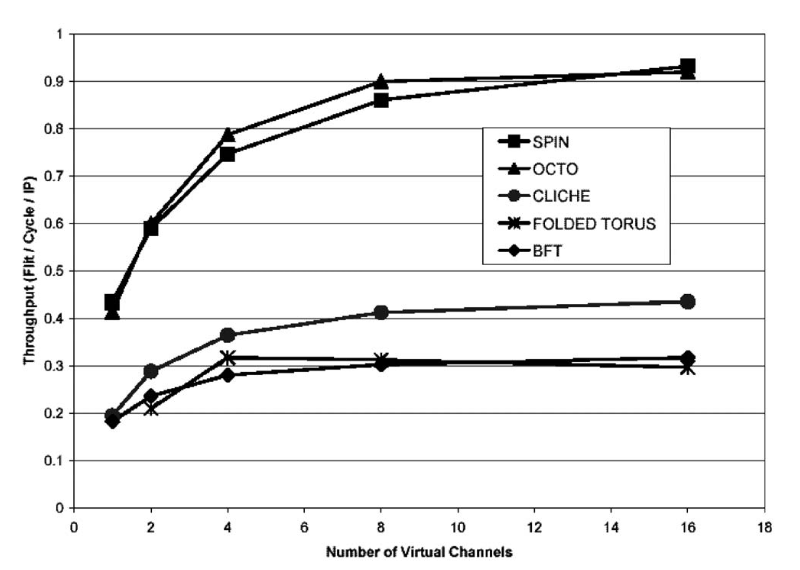 1
0.9
0.8
0.7
0.6
0.5
0.4
0.3
0.2
0.1
0
Throughput (Flit / Cycle / IP)
SPIN
OCTO
CLICHE
FOLDED TORUS
BFT
0 2 4 6 8 10 12 14 16 18
Number of Virtual Channels